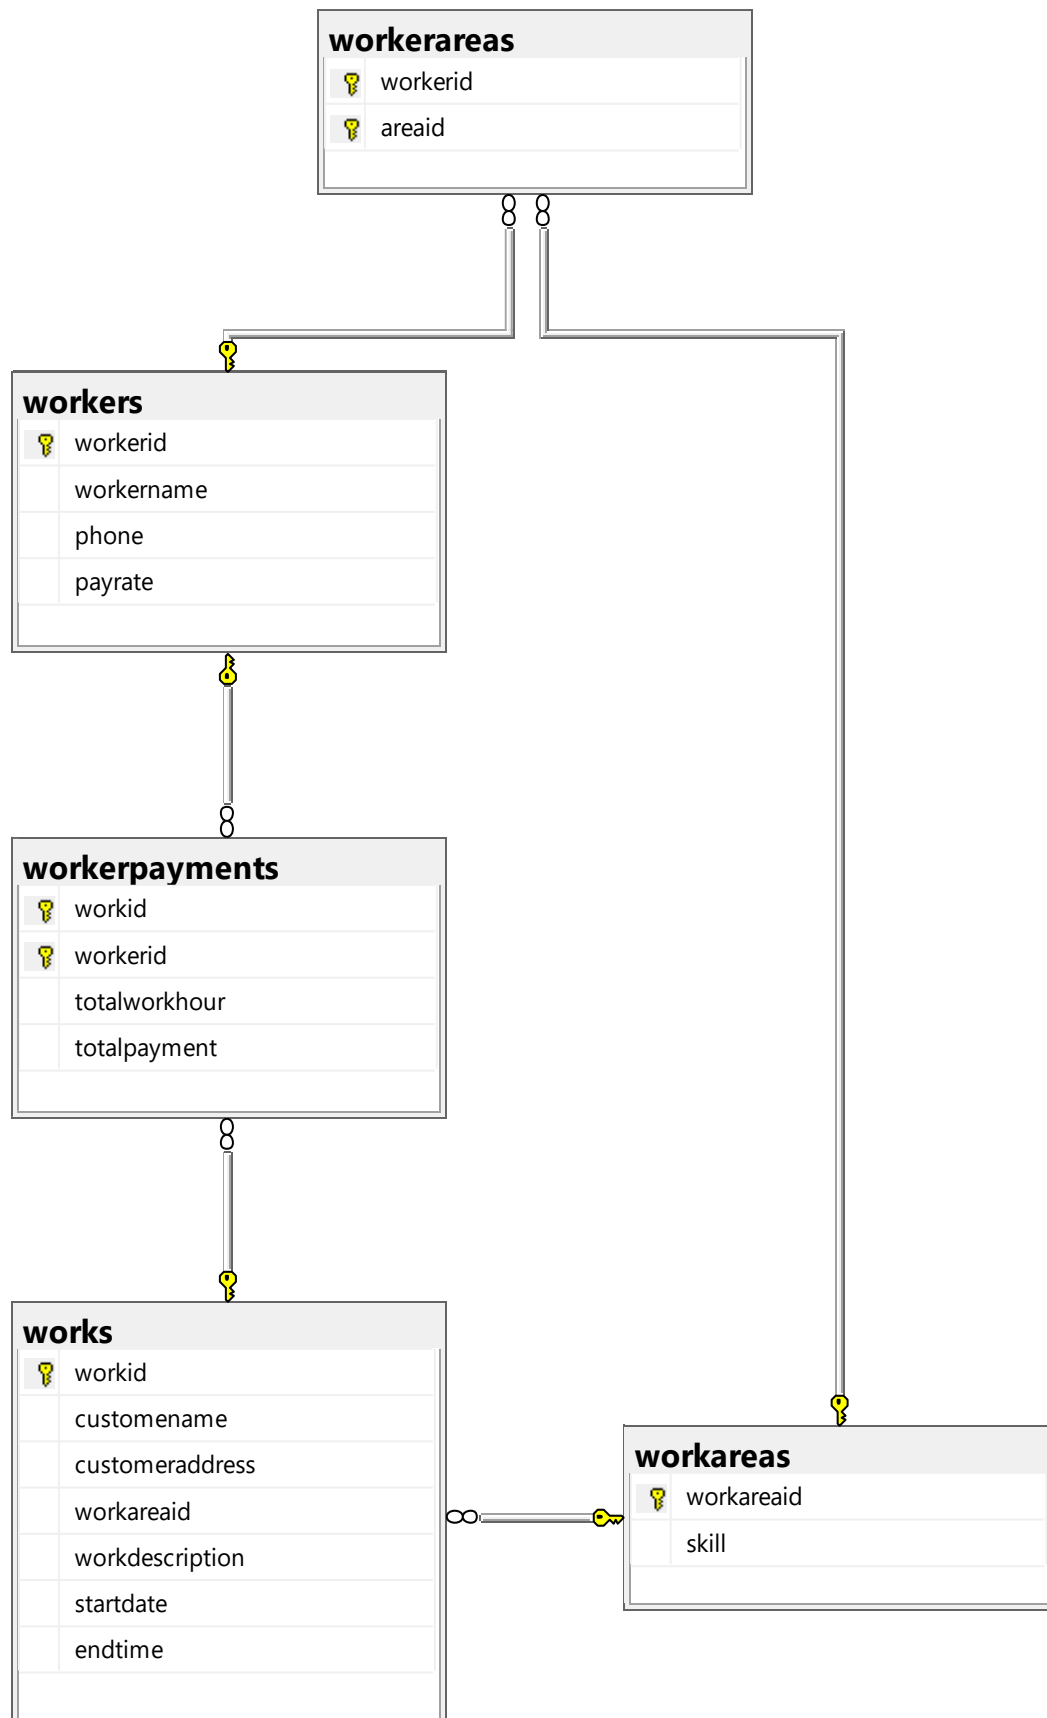 workerareas
workerid
areaid
workers
workerid
workername
phone
payrate
workerpayments
workid
workerid
totalworkhour
totalpayment
works
workid
customename
customeraddress
workareaid
workdescription
startdate
endtime
workareas
workareaid
skill